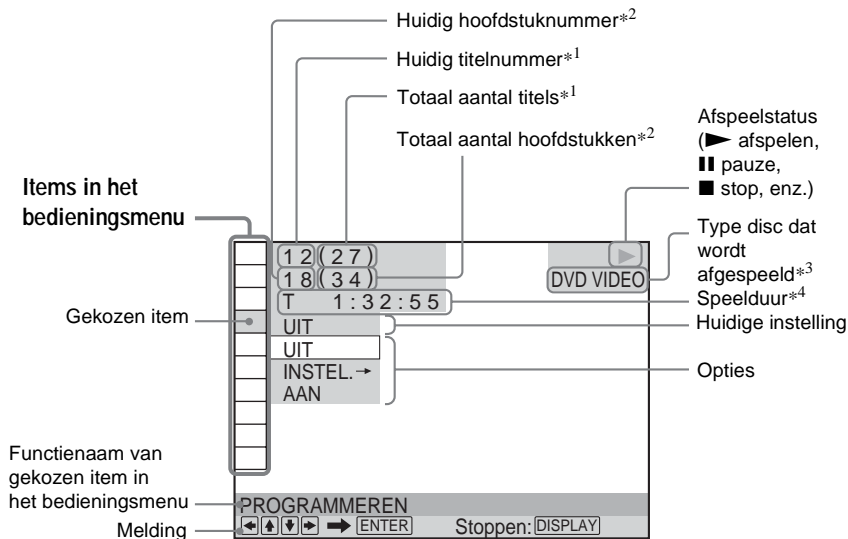 Huidig hoofdstuknummer*2
Huidig titelnummer*1
Totaal aantal titels*1
Totaal aantal hoofdstukken*2
Afspeelstatus
(► afspelen,
❚❚ pauze,
■ stop, enz.)
Items in het
bedieningsmenu
Type disc dat
wordt
afgespeeld*3
12(27)
►
18(34)
DVD VIDEO
T 1:32:55
Speelduur*4
Gekozen item
UIT
Huidige instelling
UIT
INSTEL.→
AAN
Opties
Functienaam van
gekozen item in
het bedieningsmenu
PROGRAMMEREN
Melding
←↑↓→ ➡ ENTER Stoppen: DISPLAY